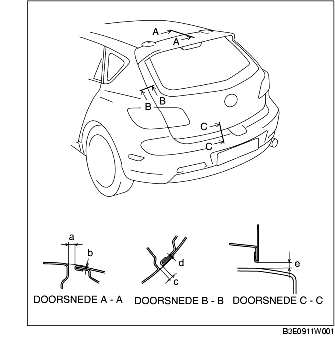 A
A
B
B
C
C
a
b
d
c
e
DOORSNEDE A - A
DOORSNEDE B - B
DOORSNEDE C - C
B3E0911W001